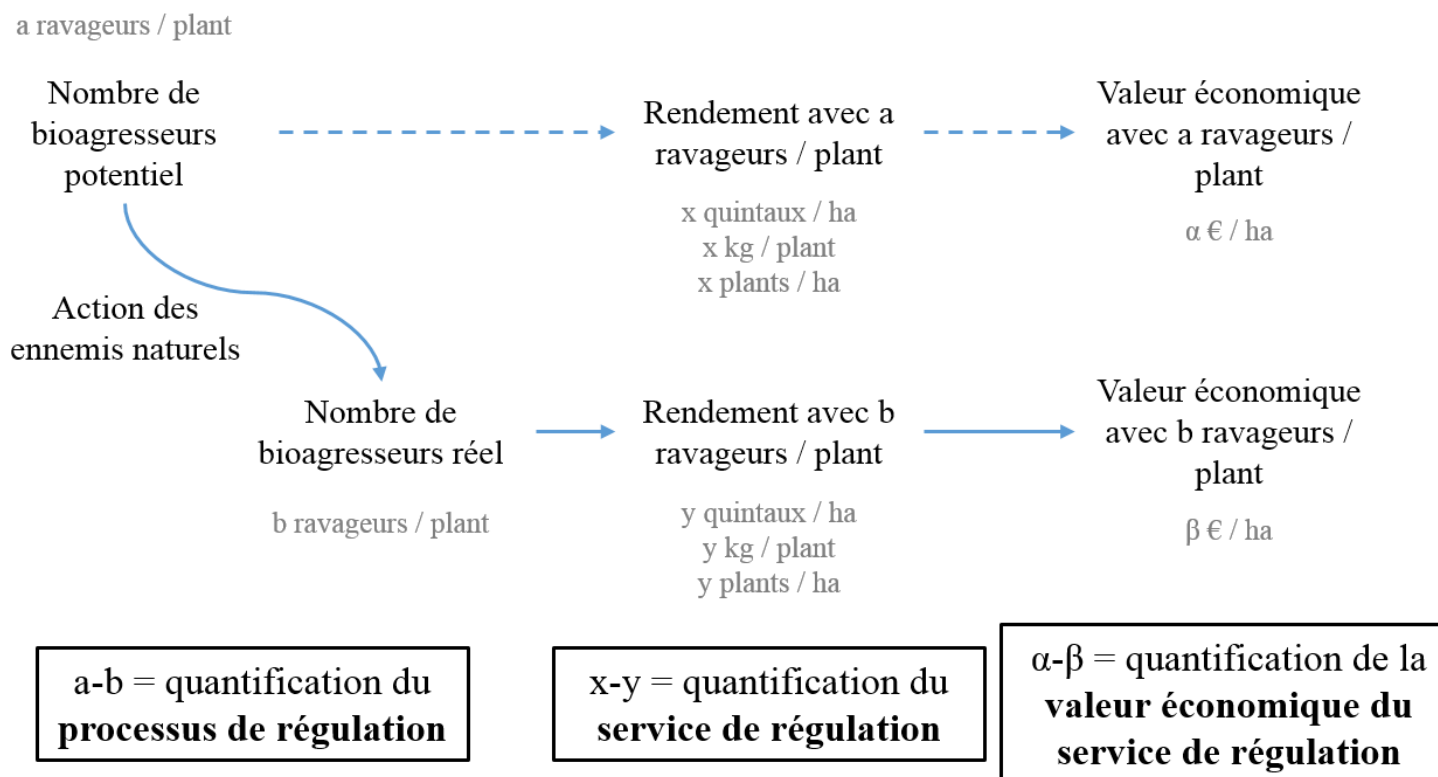 a ravageurs / plant
Nombre de
bioagresseurs
potentiel
Rendement avec a
ravageurs / plant
x quintaux / ha
x kg / plant
x plants / ha
Valeur économique
avec a ravageurs /
plant
α € / ha
Action des
ennemis naturels
Nombre de
bioagresseurs réel
b ravageurs / plant
Rendement avec b
ravageurs / plant
y quintaux / ha
y kg / plant
y plants / ha
Valeur économique
avec b ravageurs /
plant
β € / ha
a-b = quantification du
processus de régulation
x-y = quantification du
service de régulation
α-β = quantification de la
valeur économique du
service de régulation